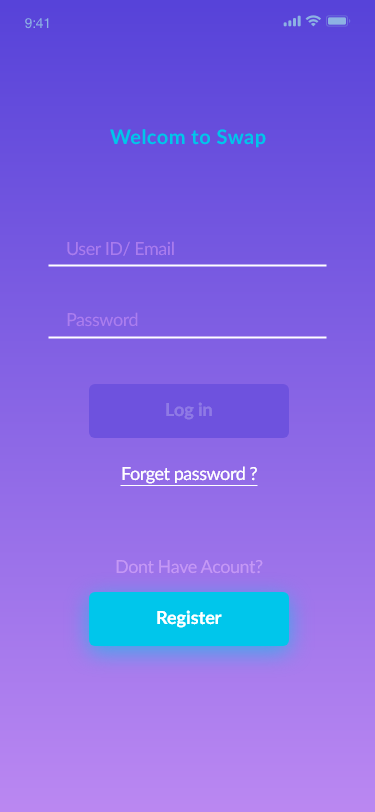 9:41
Welcom to Swap
User ID/ Email
Password
Log in
Forget password ?
Dont Have Acount?
Register